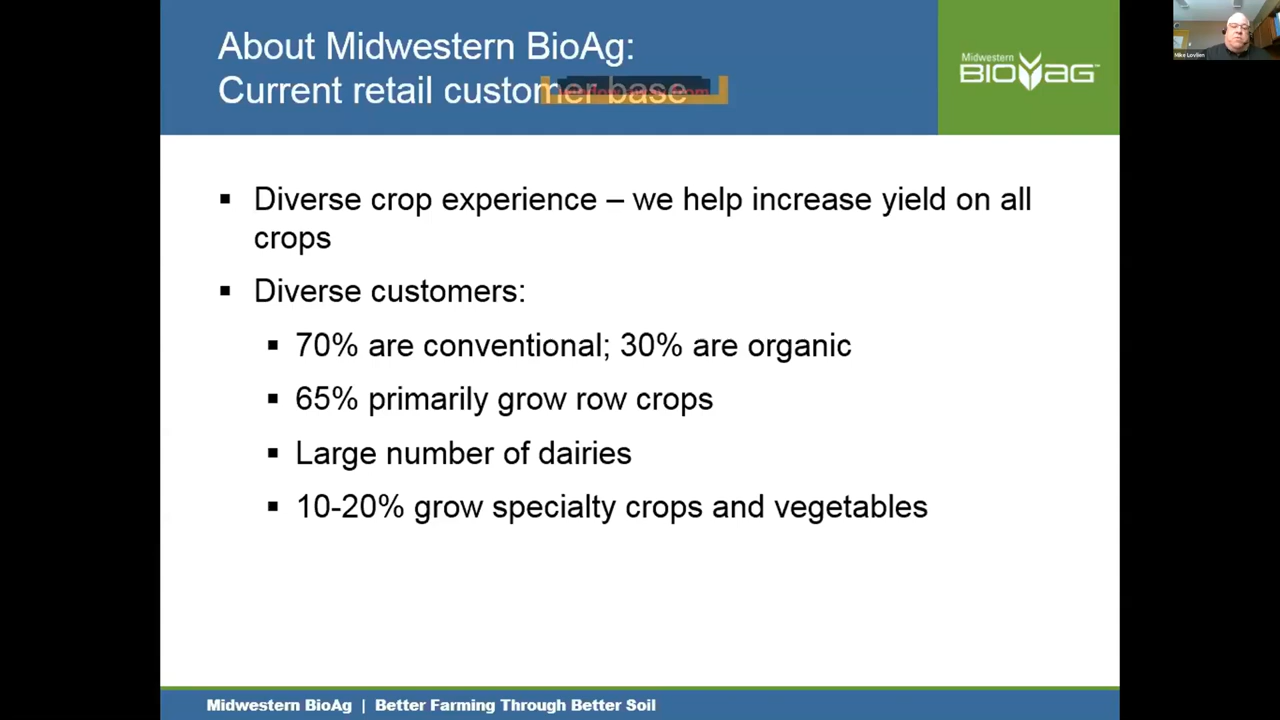 About Midwestern BioAg:
Current retail customer base
Midwestern
BIOAG
▪ Diverse crop experience – we help increase yield on all
crops
▪ Diverse customers:
▪ 70% are conventional; 30% are organic
▪ 65% primarily grow row crops
▪ Large number of dairies
▪ 10-20% grow specialty crops and vegetables
Midwestern BioAg | Better Farming Through Better Soil
Mike Lovlien